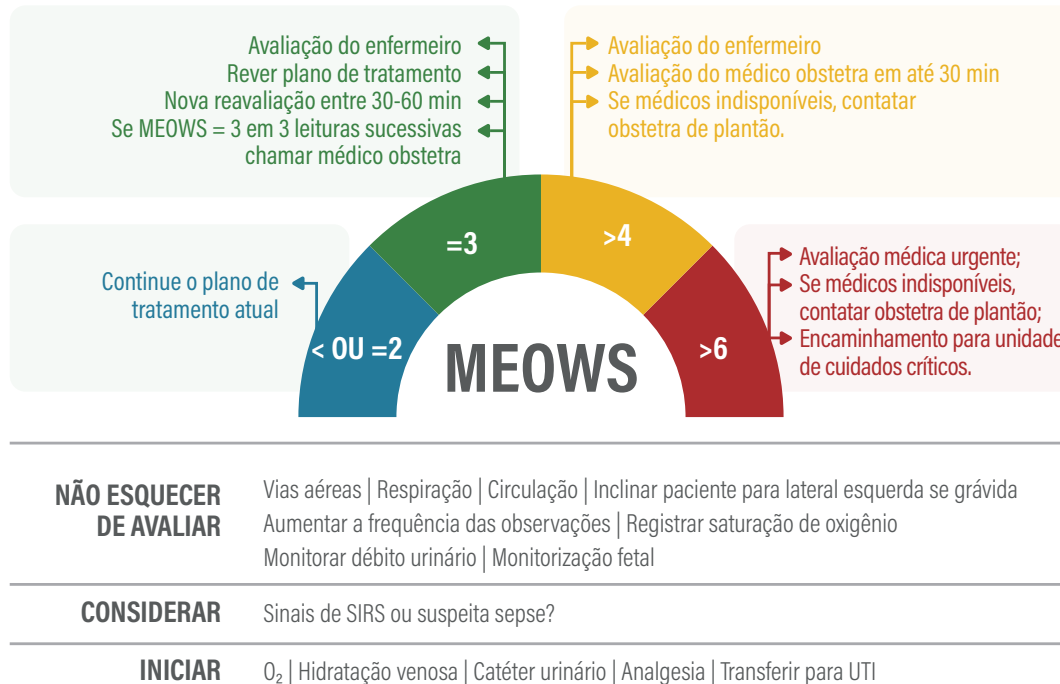 Avaliação do enfermeiro
Rever plano de tratamento
Nova reavaliação entre 30-60 min
Se MEOWS = 3 em 3 leituras sucessivas
chamar médico obstetra
Avaliação do enfermeiro
Avaliação do médico obstetra em até 30 min
Se médicos indisponíveis, contatar
obstetra de plantão.
Continue o plano de
tratamento atual
< OU =2
=3
>4
>6
MEOWS
Avaliação médica urgente;
Se médicos indisponíveis,
contatar obstetra de plantão;
Encaminhamento para unidade
de cuidados críticos.
NÃO ESQUECER
DE AVALIAR
Vias aéreas | Respiração | Circulação | Inclinar paciente para lateral esquerda se grávida
Aumentar a frequência das observações | Registrar saturação de oxigênio
Monitorar débito urinário | Monitorização fetal
CONSIDERAR
Sinais de SIRS ou suspeita sepse?
INICIAR
O₂ | Hidratação venosa | Catéter urinário | Analgesia | Transferir para UTI